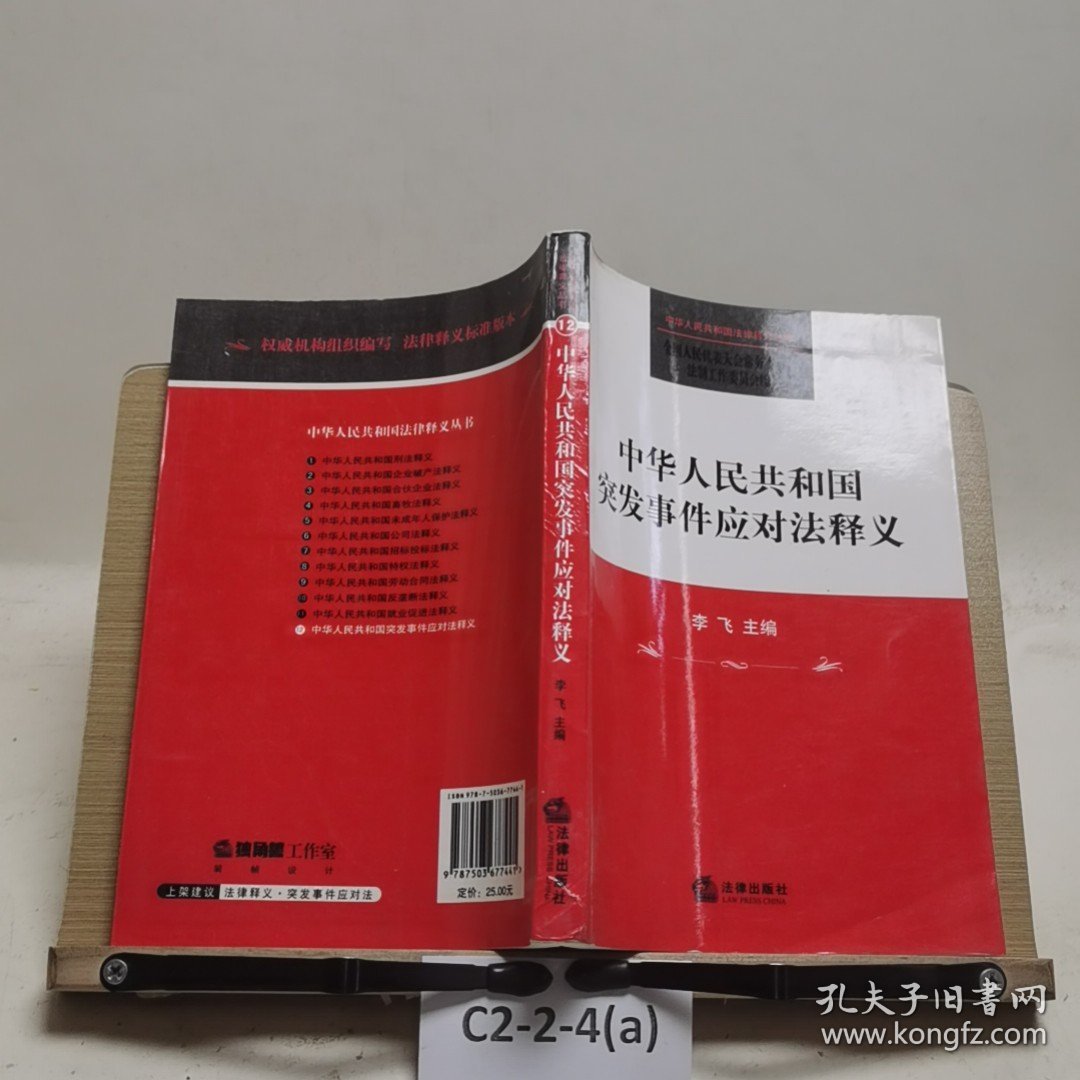 权威机构组织编写 法律释义标准版本
中华人民共和国法律释义丛书
1 中华人民共和国刑法释义
2 中华人民共和国企业破产法释义
3 中华人民共和国合伙企业法释义
4 中华人民共和国畜牧法释义
5 中华人民共和国未成年人保护法释义
6 中华人民共和国公司法释义
7 中华人民共和国招标投标法释义
8 中华人民共和国物权法释义
9 中华人民共和国劳动合同法释义
10 中华人民共和国反垄断法释义
11 中华人民共和国就业促进法释义
12 中华人民共和国突发事件应对法释义
工作室
装帧设计
上架建议 法律释义·突发事件应对法
ISBN 978-7-5036-7744-1
9787503677441>
定价：25.00元
12
中华人民共和国突发事件应对法释义
李飞 主编
法律出版社
LAW PRESS CHINA
中华人民共和国法律
全国人民代表大会常务
法制工作委员会
中华人民共和国
突发事件应对法释义
李飞 主编
法律出版社
LAW PRESS CHINA
C2-2-4(a)
孔夫子旧書网
www.kongfz.com